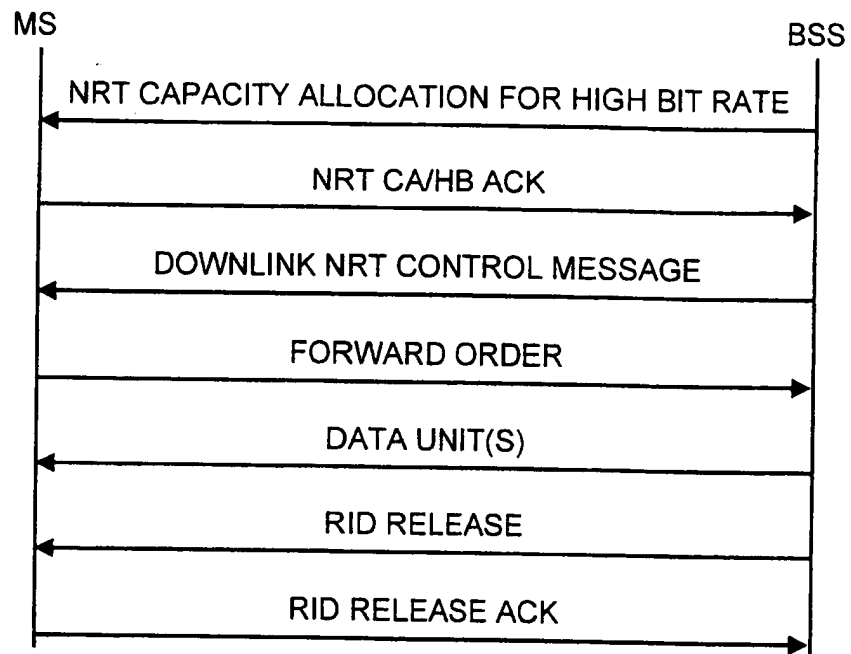 MS
BSS
NRT CAPACITY ALLOCATION FOR HIGH BIT RATE
NRT CA/HB ACK
DOWNLINK NRT CONTROL MESSAGE
FORWARD ORDER
DATA UNIT(S)
RID RELEASE
RID RELEASE ACK